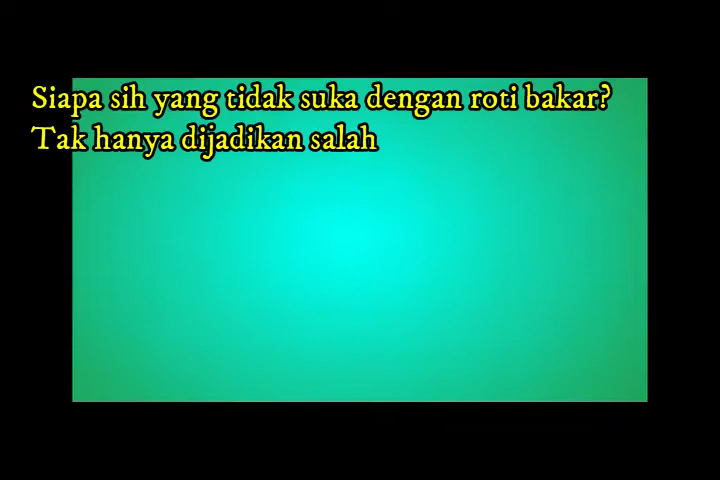 Siapa sih yang tidak suka dengan roti bakar?
Tak hanya dijadikan salah